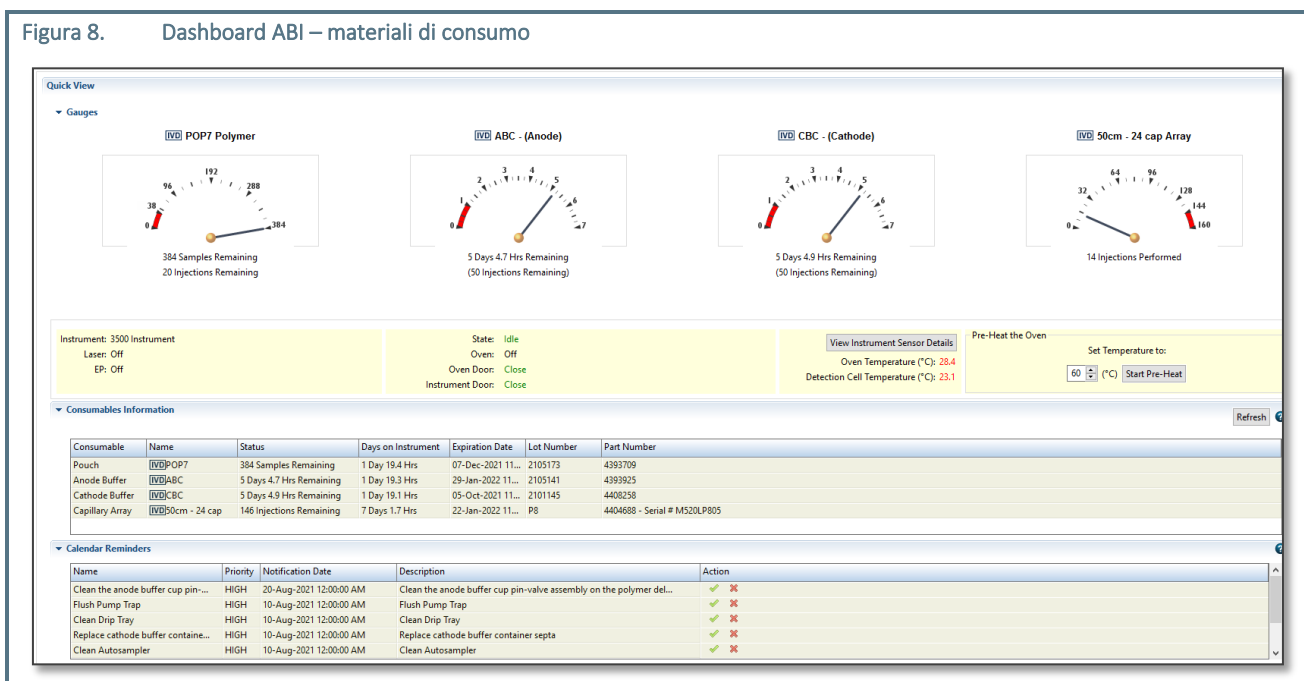 Figura 8. Dashboard ABI – materiali di consumo
Quick View
Gauges
IVD POP7 Polymer
0 38 96 192 288 384
384 Samples Remaining
20 Injections Remaining
IVD ABC - (Anode)
0 1 2 3 4 5 6 7
5 Days 4.7 Hrs Remaining
(50 Injections Remaining)
IVD CBC - (Cathode)
0 1 2 3 4 5 6 7
5 Days 4.9 Hrs Remaining
(50 Injections Remaining)
IVD 50cm - 24 cap Array
0 32 64 96 128 144 160
14 Injections Performed
Instrument: 3500 Instrument
Laser: Off
EP: Off
State: Idle
Oven: Off
Oven Door: Close
Instrument Door: Close
View Instrument Sensor Details
Oven Temperature (°C): 28.4
Detection Cell Temperature (°C): 23.1
Pre-Heat the Oven
Set Temperature to:
60 (°C) Start Pre-Heat
Consumables Information
Refresh
Consumable Name Status Days on Instrument Expiration Date Lot Number Part Number
Pouch IVD POP7 384 Samples Remaining 1 Day 19.4 Hrs 07-Dec-2021 11... 2105173 4393709
Anode Buffer IVD ABC 5 Days 4.7 Hrs Remaining 1 Day 19.3 Hrs 29-Jan-2022 11... 2105141 4393925
Cathode Buffer IVD CBC 5 Days 4.9 Hrs Remaining 1 Day 19.1 Hrs 05-Oct-2021 11... 2101145 4408258
Capillary Array IVD 50cm - 24 cap 146 Injections Remaining 7 Days 1.7 Hrs 22-Jan-2022 11... P8 4404688 - Serial # M520LP805
Calendar Reminders
Name Priority Notification Date Description Action
Clean the anode buffer cup pin-... HIGH 20-Aug-2021 12:00:00 AM Clean the anode buffer cup pin-valve assembly on the polymer del...
Flush Pump Trap HIGH 10-Aug-2021 12:00:00 AM Flush Pump Trap
Clean Drip Tray HIGH 10-Aug-2021 12:00:00 AM Clean Drip Tray
Replace cathode buffer containe... HIGH 10-Aug-2021 12:00:00 AM Replace cathode buffer container septa
Clean Autosampler HIGH 10-Aug-2021 12:00:00 AM Clean Autosampler